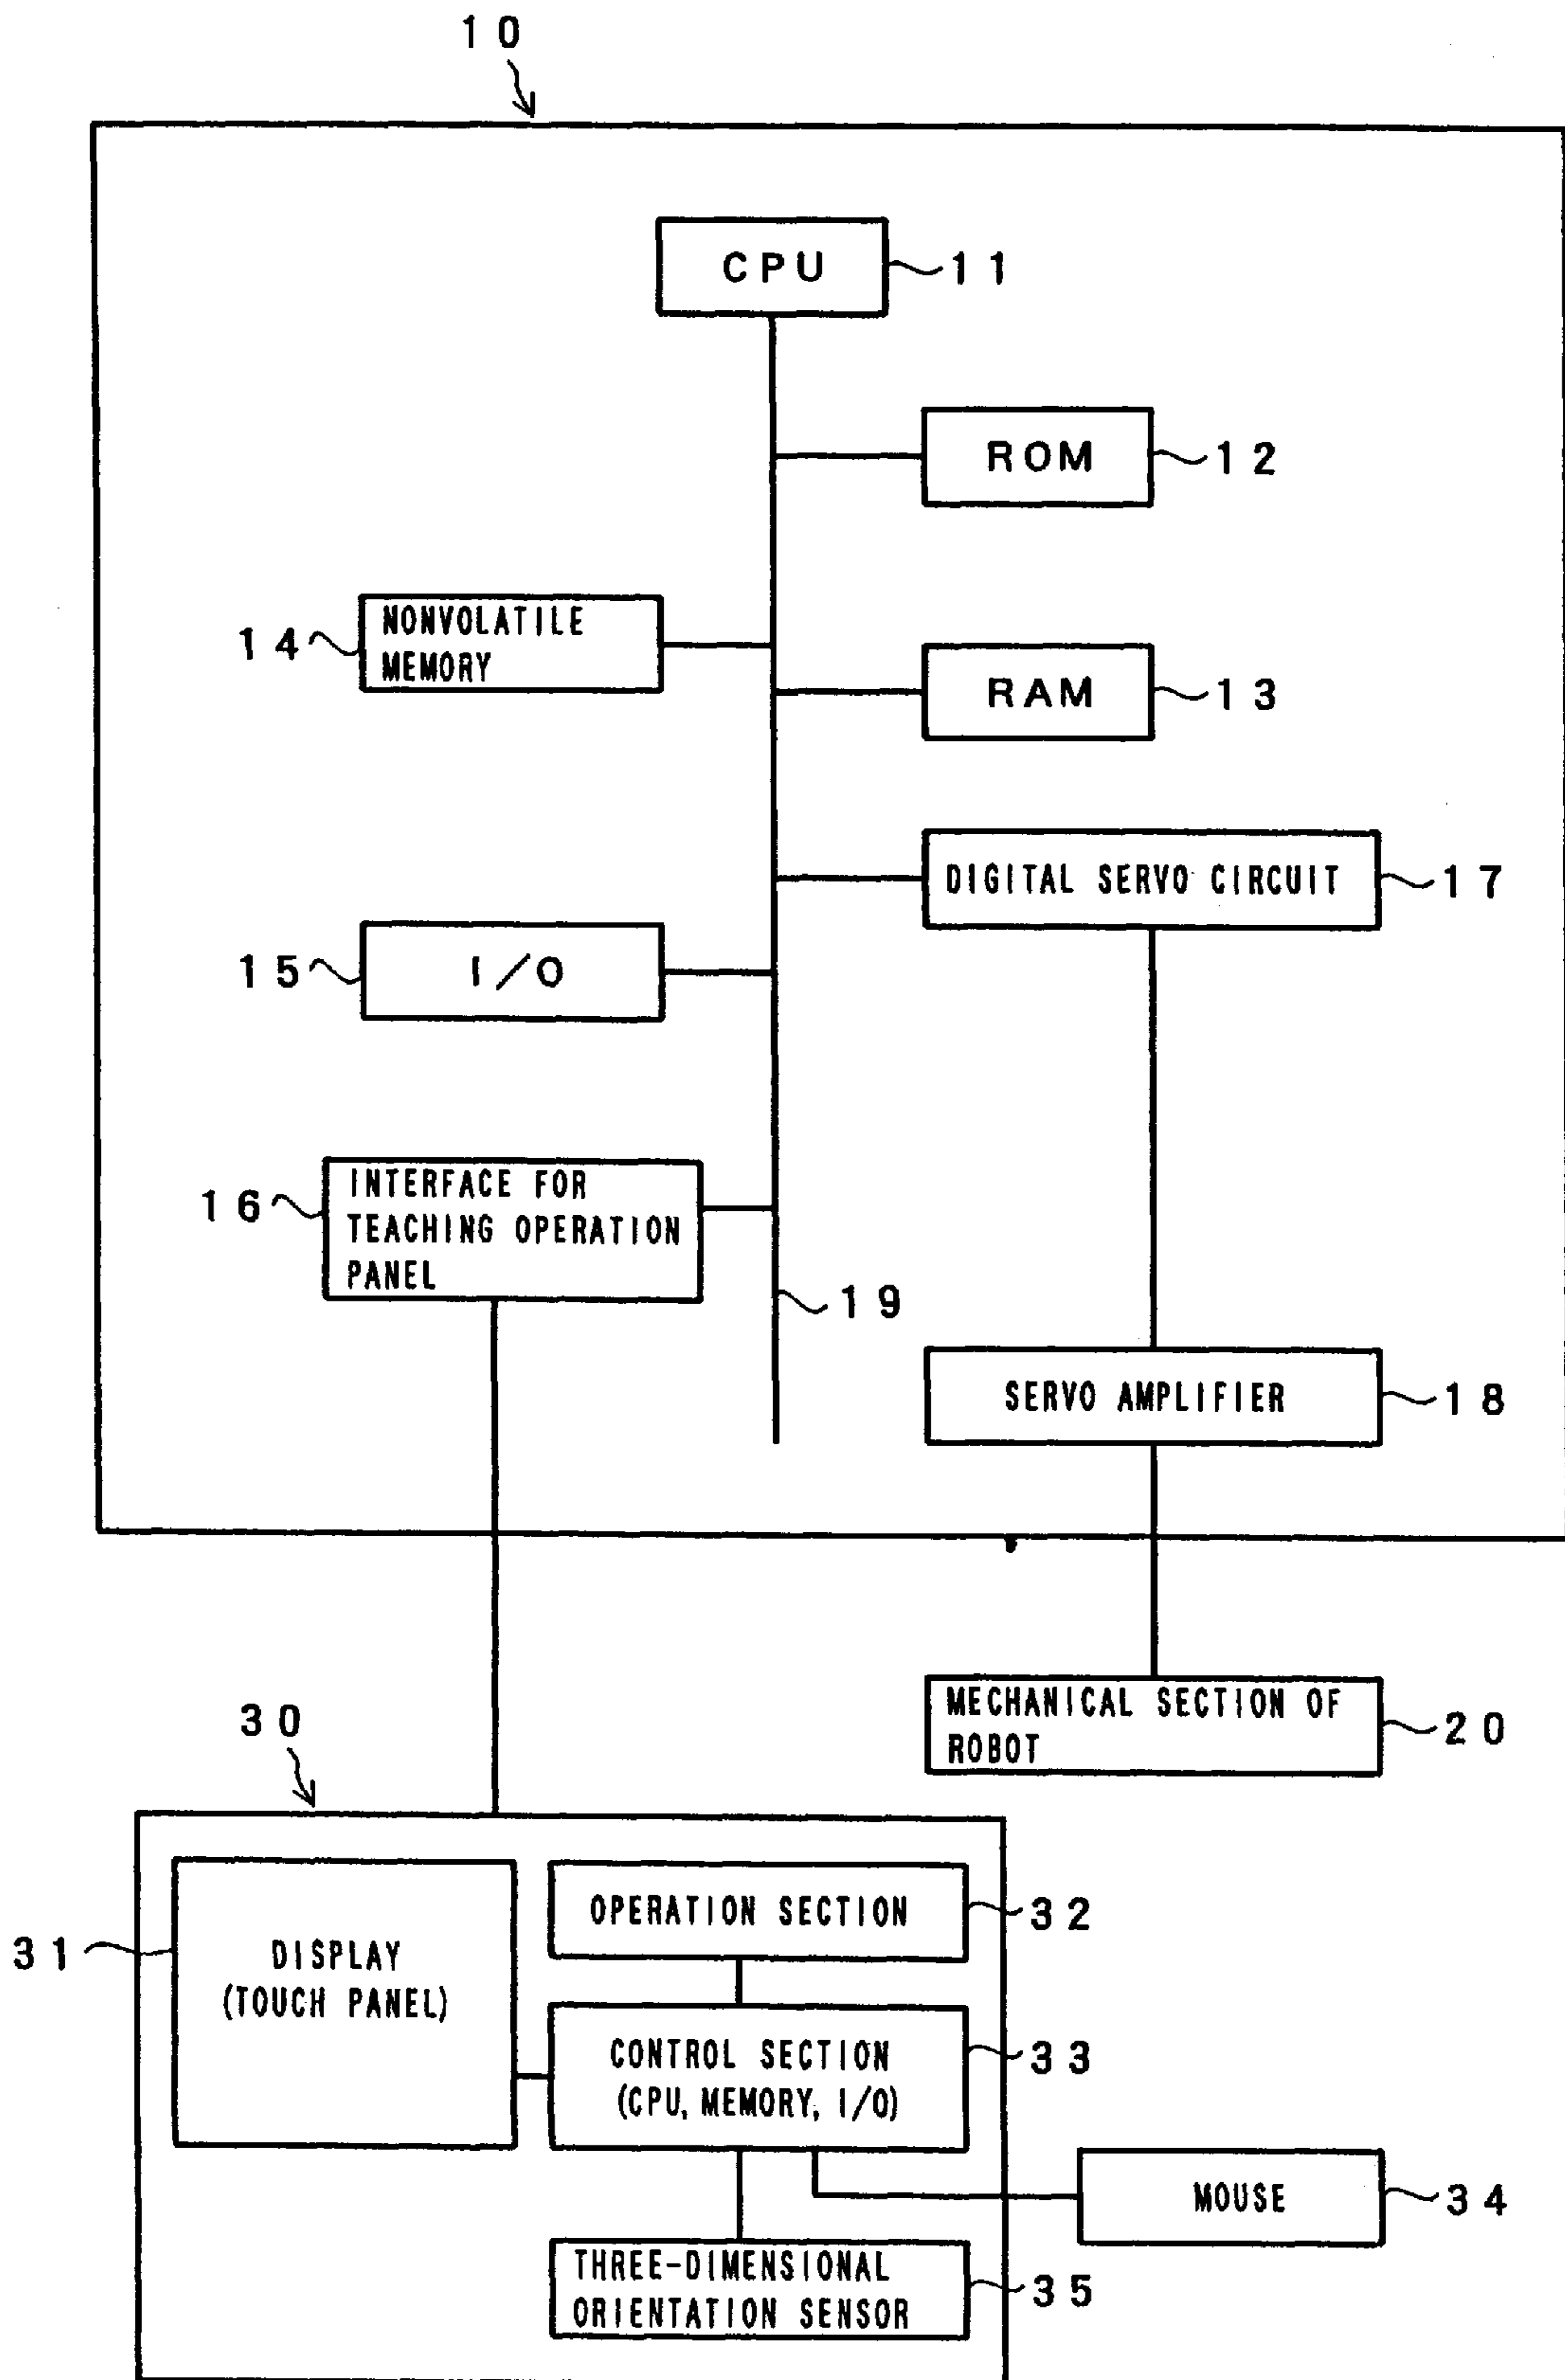 10
CPU
11
ROM
12
NONVOLATILE
MEMORY
14
RAM
13
DIGITAL SERVO CIRCUIT
17
I/O
15
INTERFACE FOR
TEACHING OPERATION
PANEL
16
19
SERVO AMPLIFIER
18
MECHANICAL SECTION OF
ROBOT
20
30
DISPLAY
(TOUCH PANEL)
31
OPERATION SECTION
32
CONTROL SECTION
(CPU, MEMORY, I/O)
33
MOUSE
34
THREE-DIMENSIONAL
ORIENTATION SENSOR
35